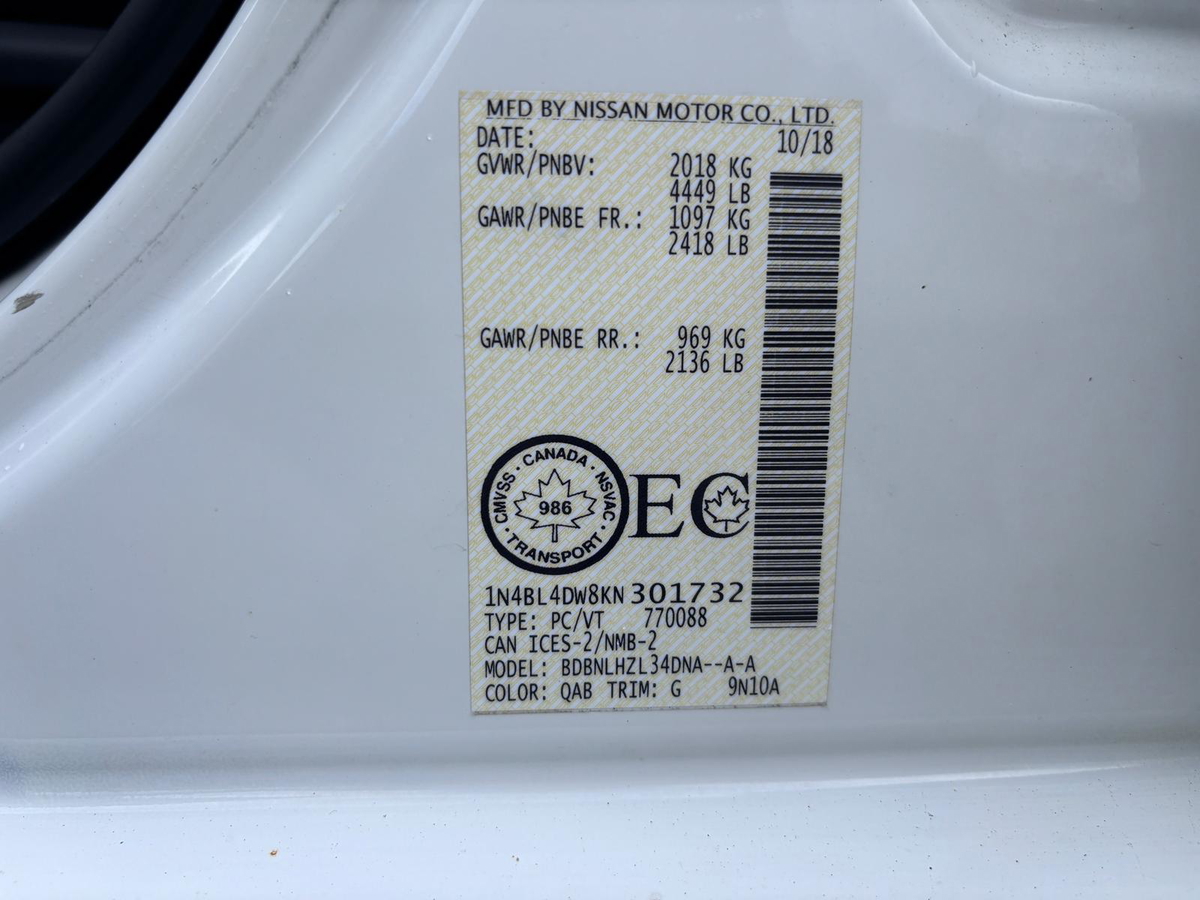 MFD BY NISSAN MOTOR CO., LTD.
DATE: 10/18
GVWR/PNBV: 2018 KG
4449 LB
GAWR/PNBE FR.: 1097 KG
2418 LB
GAWR/PNBE RR.: 969 KG
2136 LB
CMVSS · CANADA · NSVAC · TRANSPORT ·
986
EC
1N4BL4DW8KN301732
TYPE: PC/VT 770088
CAN ICES-2/NMB-2
MODEL: BDBNLHZL34DNA--A-A
COLOR: QAB TRIM: G 9N10A